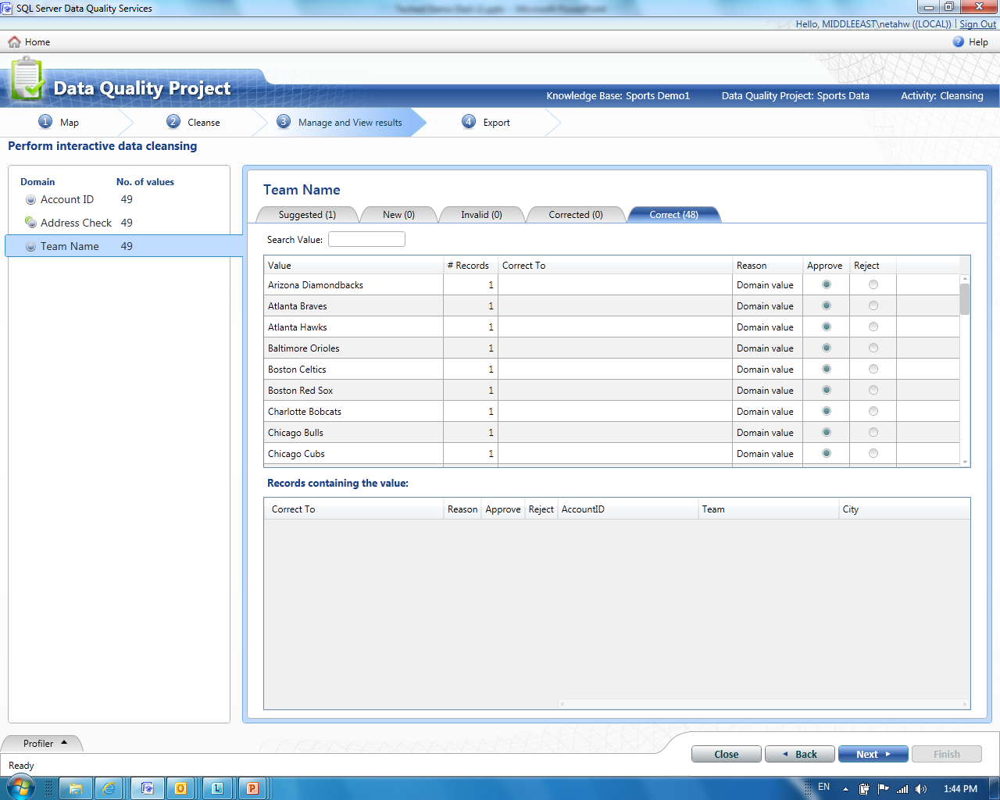 SQL Server Data Quality Services
Hello, MIDDLEEAST\netahw ((LOCAL)) | Sign Out
Home
Help
Data Quality Project
Knowledge Base: Sports Demo1 Data Quality Project: Sports Data Activity: Cleansing
1 Map 2 Cleanse 3 Manage and View results 4 Export
Perform interactive data cleansing
Domain No. of values
Account ID 49
Address Check 49
Team Name 49
Team Name
Suggested (1) New (0) Invalid (0) Corrected (0) Correct (48)
Search Value:
Value # Records Correct To Reason Approve Reject
Arizona Diamondbacks 1 Domain value
Atlanta Braves 1 Domain value
Atlanta Hawks 1 Domain value
Baltimore Orioles 1 Domain value
Boston Celtics 1 Domain value
Boston Red Sox 1 Domain value
Charlotte Bobcats 1 Domain value
Chicago Bulls 1 Domain value
Chicago Cubs 1 Domain value
Records containing the value:
Correct To Reason Approve Reject AccountID Team City
Profiler
Close Back Next Finish
Ready
EN 1:44 PM